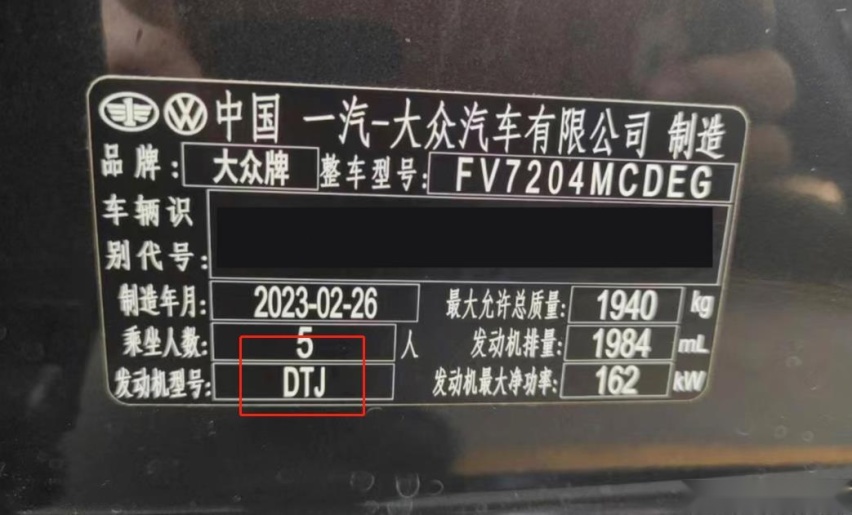 中国 一汽-大众汽车有限公司 制造
品牌: 大众牌 整车型号: FV7204MCDEG
车辆识
别代号:
制造年月: 2023-02-26 最大允许总质量: 1940 kg
乘坐人数: 5 人 发动机排量: 1984 mL
发动机型号: DTJ 发动机最大净功率: 162 kW